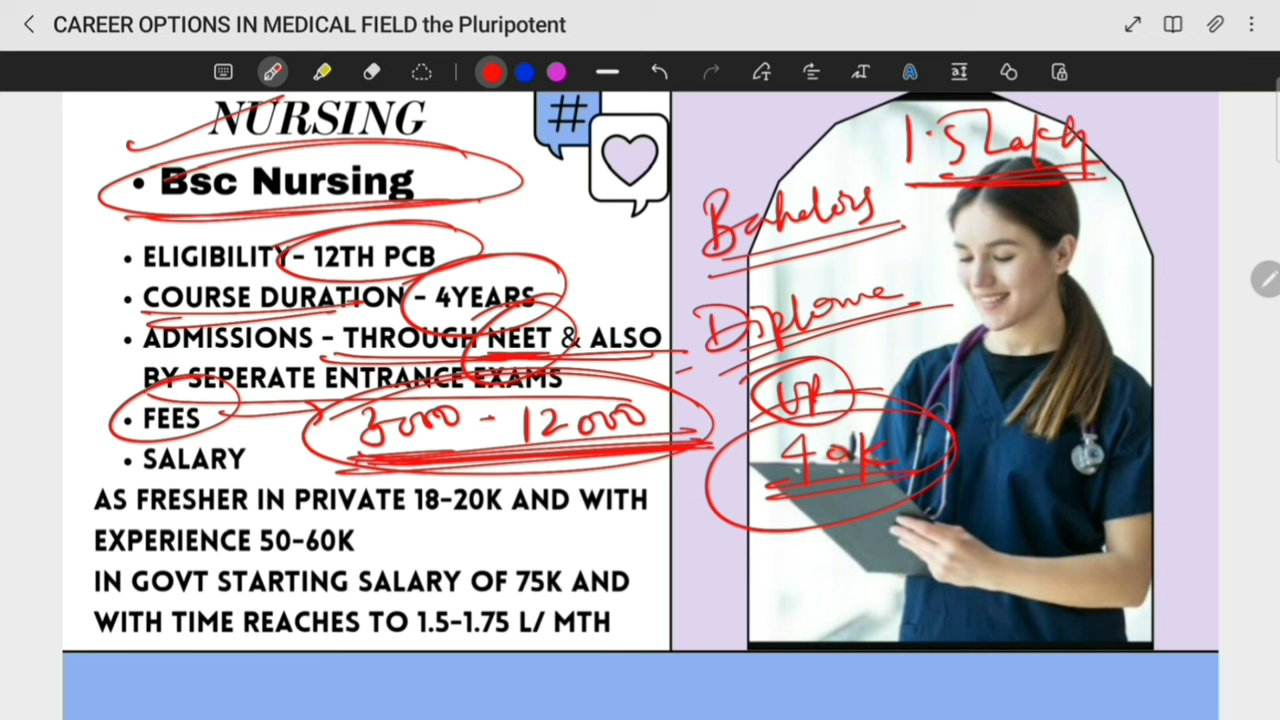 CAREER OPTIONS IN MEDICAL FIELD the Pluripotent
NURSING
#
• Bsc Nursing
• ELIGIBILITY- 12TH PCB
• COURSE DURATION - 4YEARS
• ADMISSIONS - THROUGH NEET & ALSO
BY SEPERATE ENTRANCE EXAMS
• FEES 3000 - 12000
• SALARY
AS FRESHER IN PRIVATE 18-20K AND WITH
EXPERIENCE 50-60K
IN GOVT STARTING SALARY OF 75K AND
WITH TIME REACHES TO 1.5-1.75 L/ MTH
1.5 Lakh
Bachelors
Diploma
UP
40K